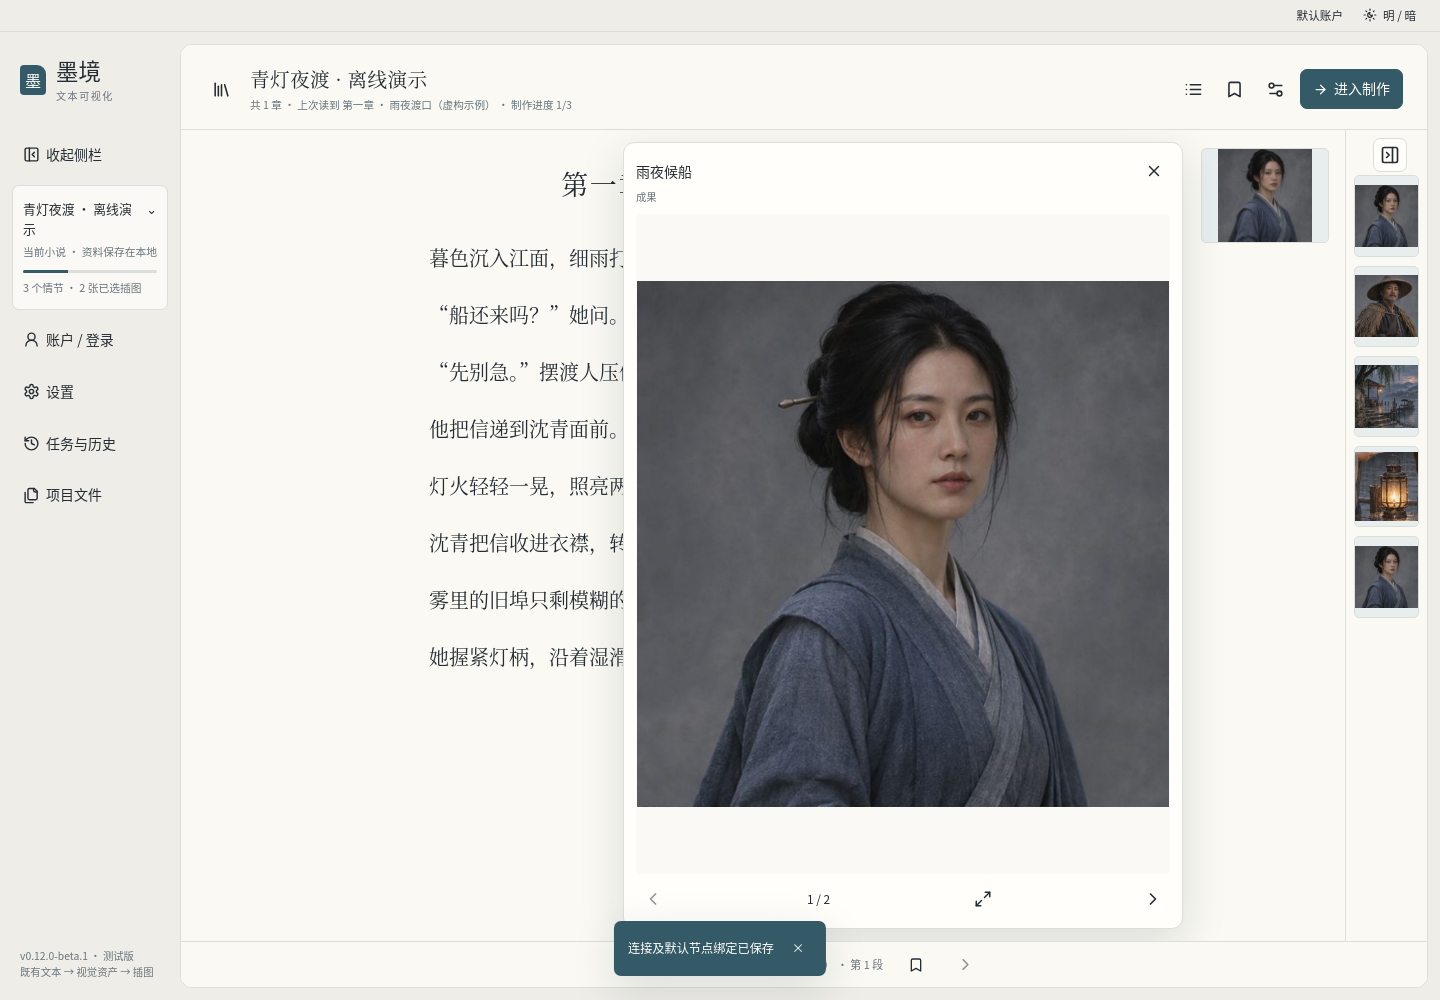 默认账户
明 / 暗
墨
墨境
文本可视化
收起侧栏
青灯夜渡 · 离线演示
当前小说 · 资料保存在本地
3 个情节 · 2 张已选插图
账户 / 登录
设置
任务与历史
项目文件
v0.12.0-beta.1 · 测试版
既有文本 → 视觉资产 → 插图
青灯夜渡 · 离线演示
共 1 章 · 上次读到 第一章 · 雨夜渡口（虚构示例） · 制作进度 1/3
进入制作
第一
暮色沉入江面，细雨打
“船还来吗？”她问。
“先别急。”摆渡人压
他把信递到沈青面前。
灯火轻轻一晃，照亮两
沈青把信收进衣襟，转
雾里的旧埠只剩模糊的
她握紧灯柄，沿着湿滑
雨夜候船
成果
1 / 2
连接及默认节点绑定已保存
· 第 1 段